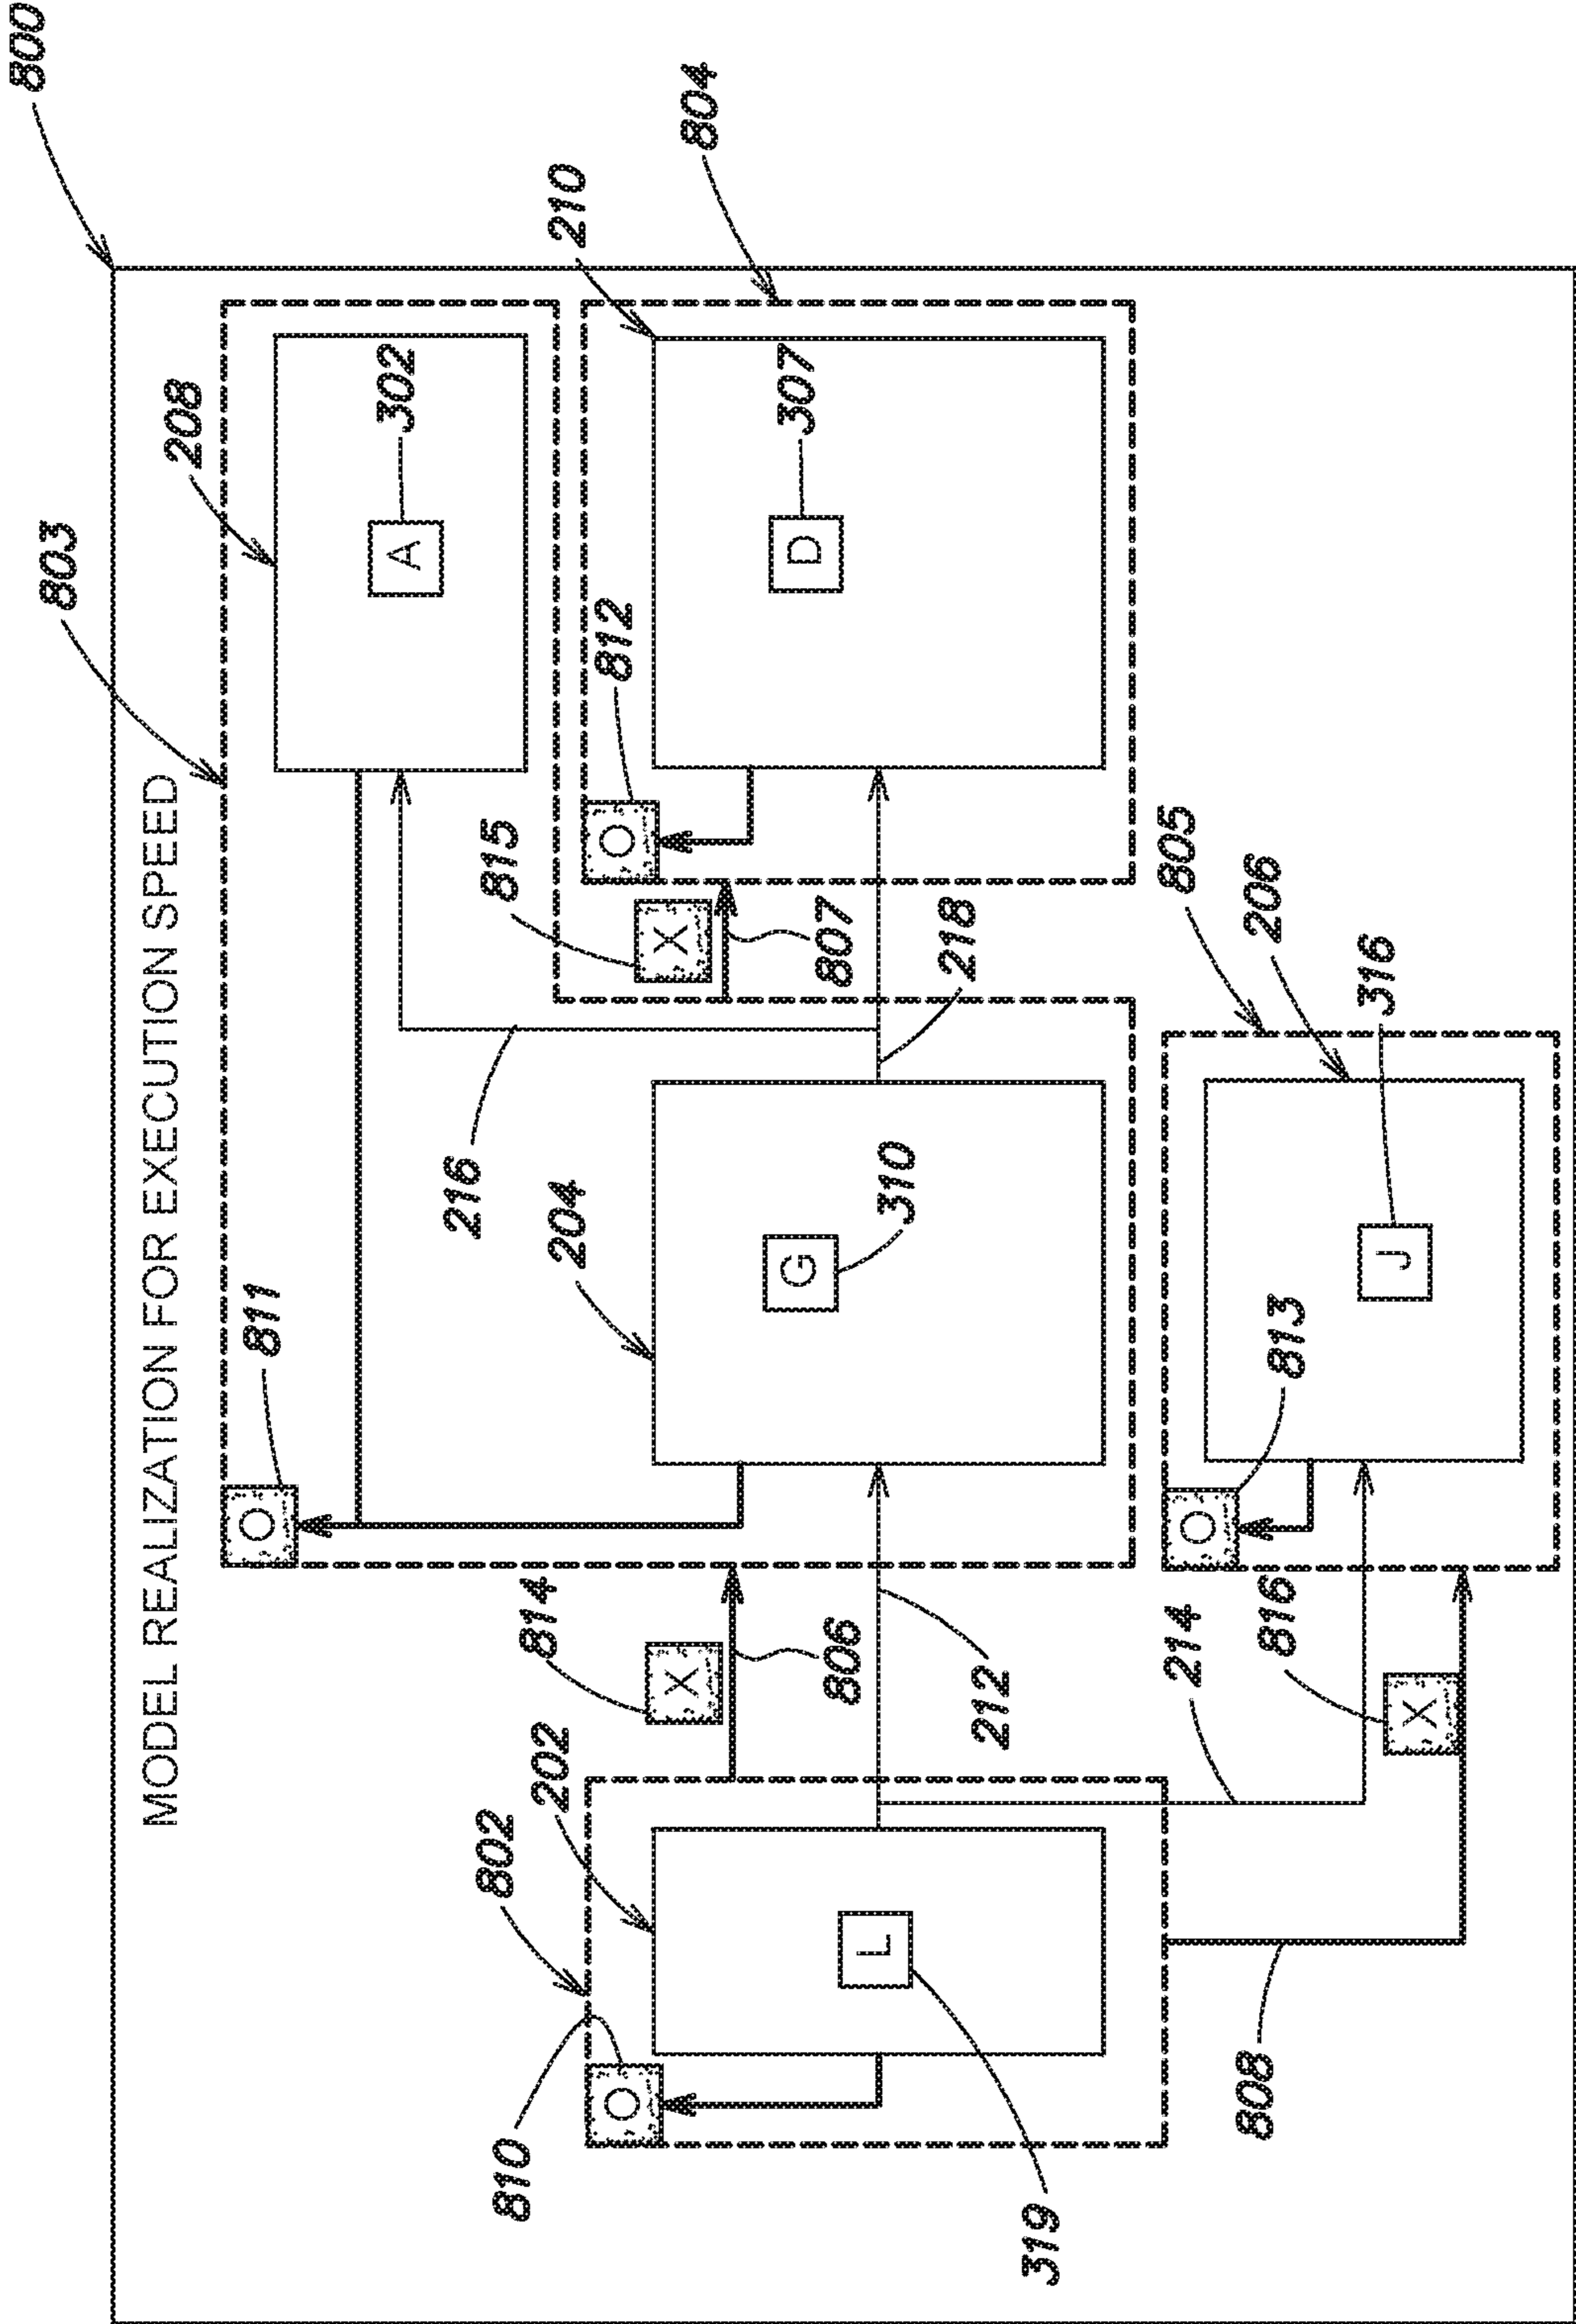 800
803
MODEL REALIZATION FOR EXECUTION SPEED
208
O
811
A
302
216
815
802
810
814
202
204
210
O
O
812
X
X
804
G
D
307
806
807
L
310
218
212
319
214
O
805
808
816
813
206
316
X
J